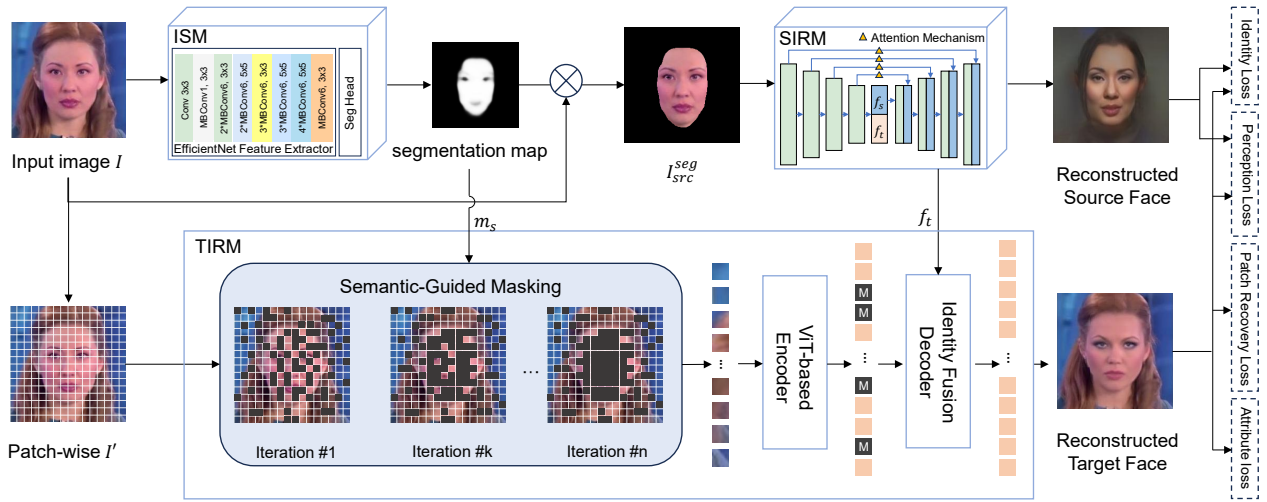 ISM
Conv 3x3
MBConv1, 3x3
2*MBConv6, 3x3
2*MBConv6, 5x5
3*MBConv6, 3x3
3*MBConv6, 5x5
4*MBConv6, 5x5
MBConv6, 3x3
Seg Head
EfficientNet Feature Extractor
SIRM
Attention Mechanism
f_s
f_t
Input image I
segmentation map
I_{src}^{seg}
Reconstructed
Source Face
Identity Loss
Perception Loss
Patch Recovery Loss
Attribute loss
m_s
f_t
TIRM
Semantic-Guided Masking
...
Iteration #1
Iteration #k
Iteration #n
...
ViT-based
Encoder
M
M
...
M
M
Identity Fusion
Decoder
...
Patch-wise I′
Reconstructed
Target Face